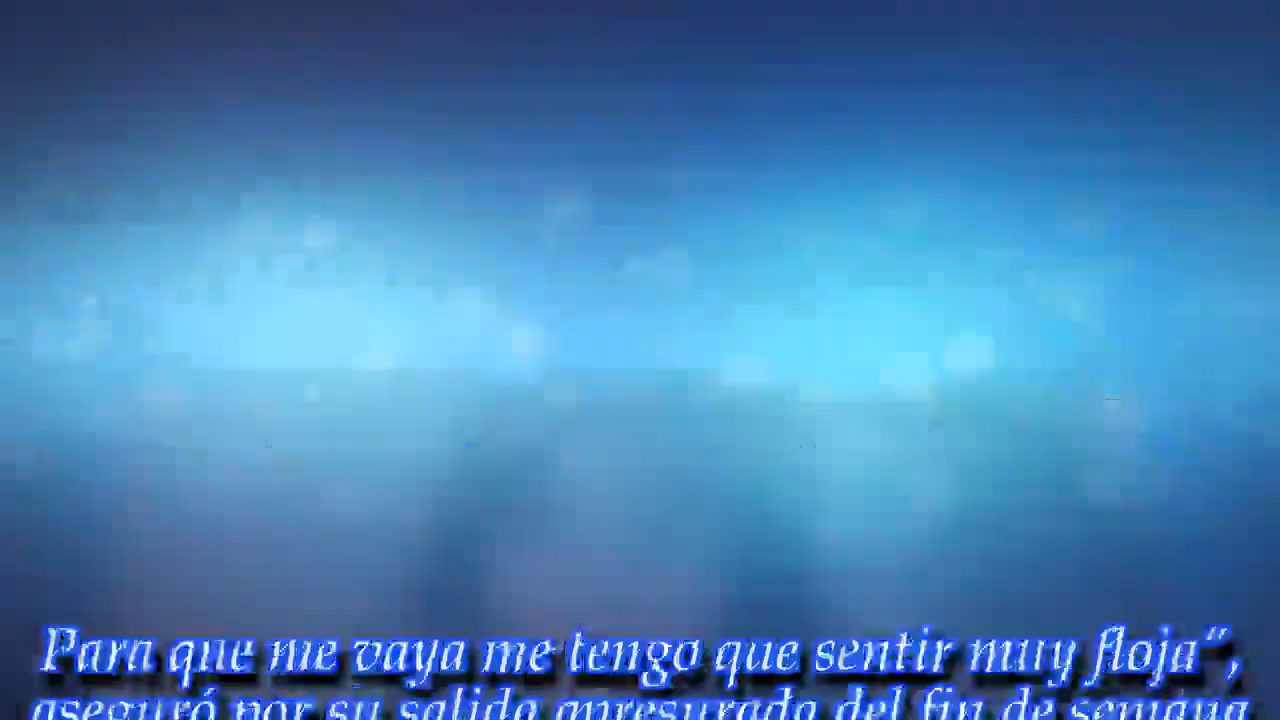 Para que me vaya me tengo que sentir muy floja”,
aseguró por su salida apresurada del fin de semana